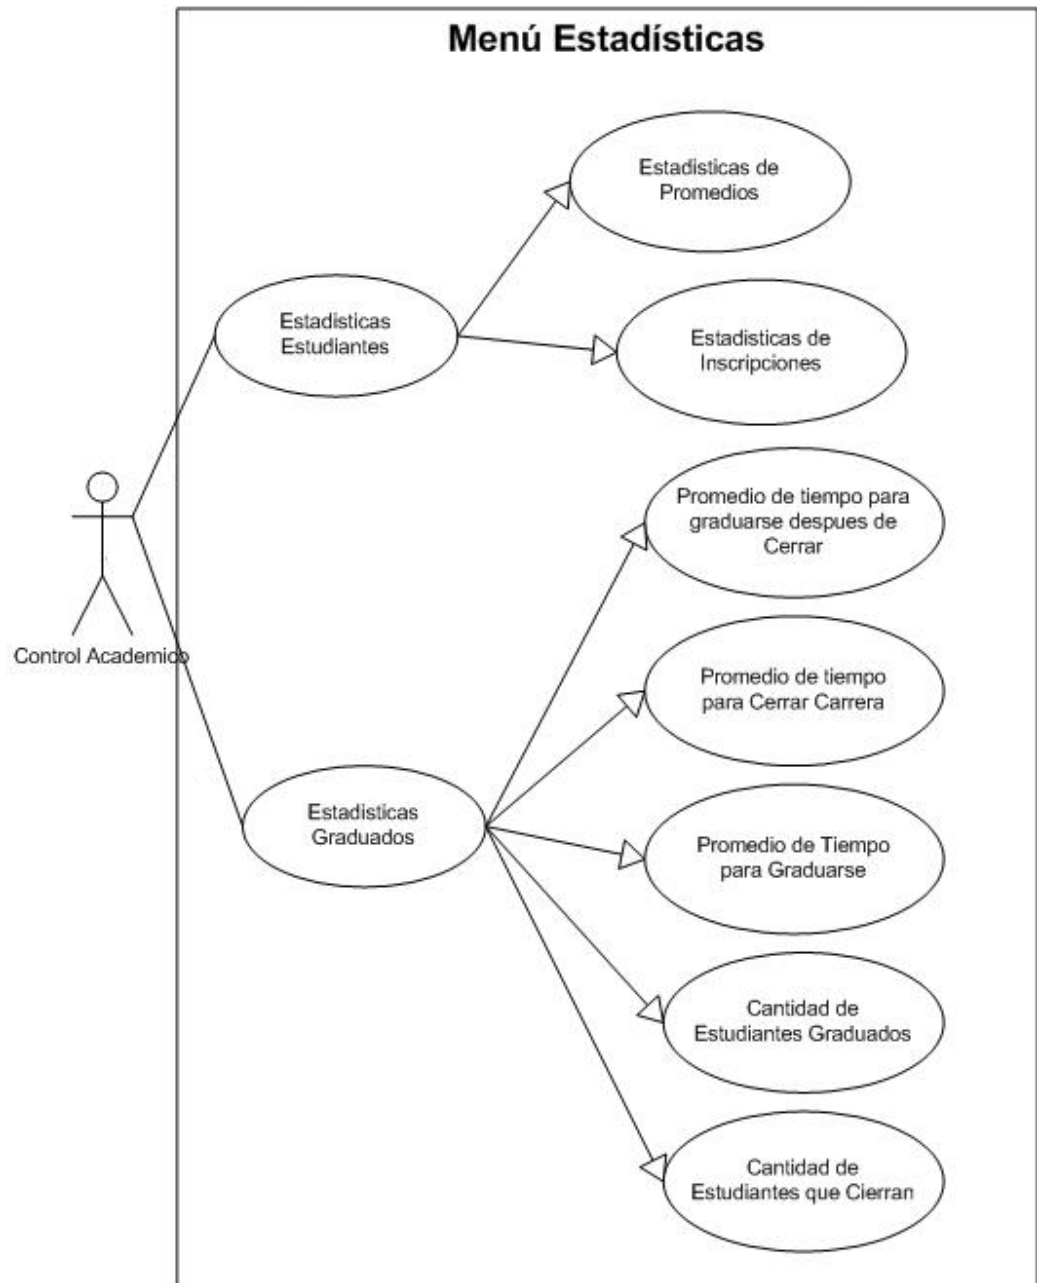 Menú Estadísticas
Estadisticas de
Promedios
Estadisticas
Estudiantes
Estadisticas de
Inscripciones
Promedio de tiempo para
graduarse despues de
Cerrar
Control Academico
Promedio de tiempo
para Cerrar Carrera
Estadisticas
Graduados
Promedio de Tiempo
para Graduarse
Cantidad de
Estudiantes Graduados
Cantidad de
Estudiantes que Cierran